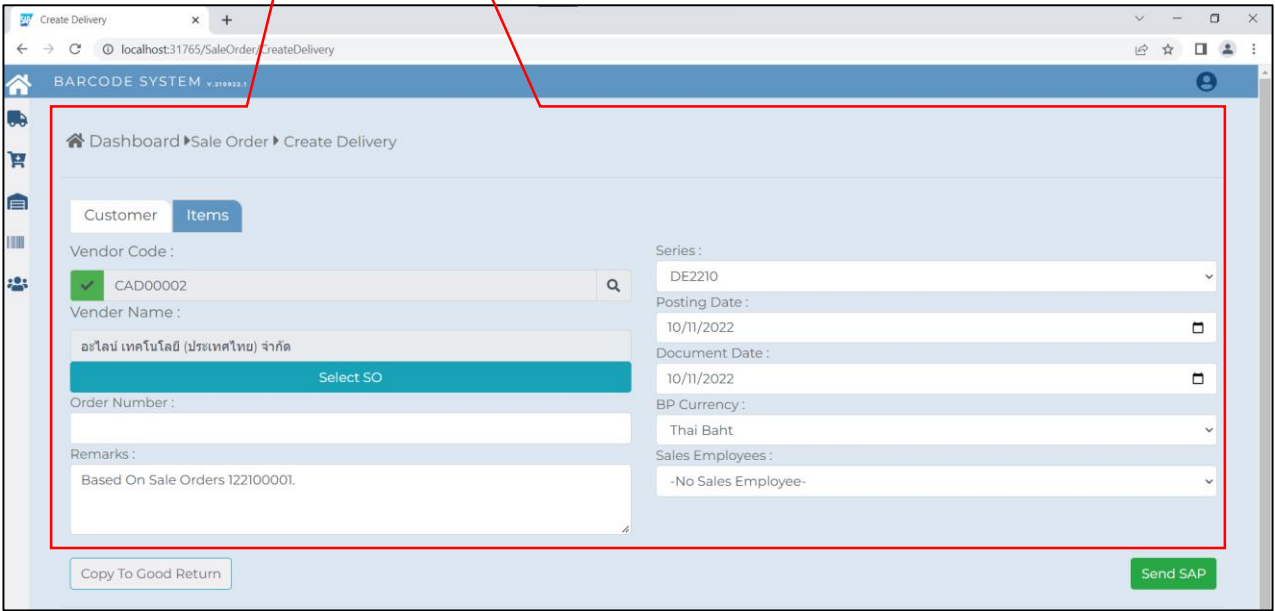 Create Delivery
localhost:31765/SaleOrder/CreateDelivery
BARCODE SYSTEM V.210922.1
Dashboard Sale Order Create Delivery
Customer Items
Vendor Code :
CAD00002
Vender Name :
อะไลน์ เทคโนโลยี (ประเทศไทย) จำกัด
Select SO
Order Number :
Remarks :
Based On Sale Orders 122100001.
Series :
DE2210
Posting Date :
10/11/2022
Document Date :
10/11/2022
BP Currency :
Thai Baht
Sales Employees :
-No Sales Employee-
Copy To Good Return
Send SAP